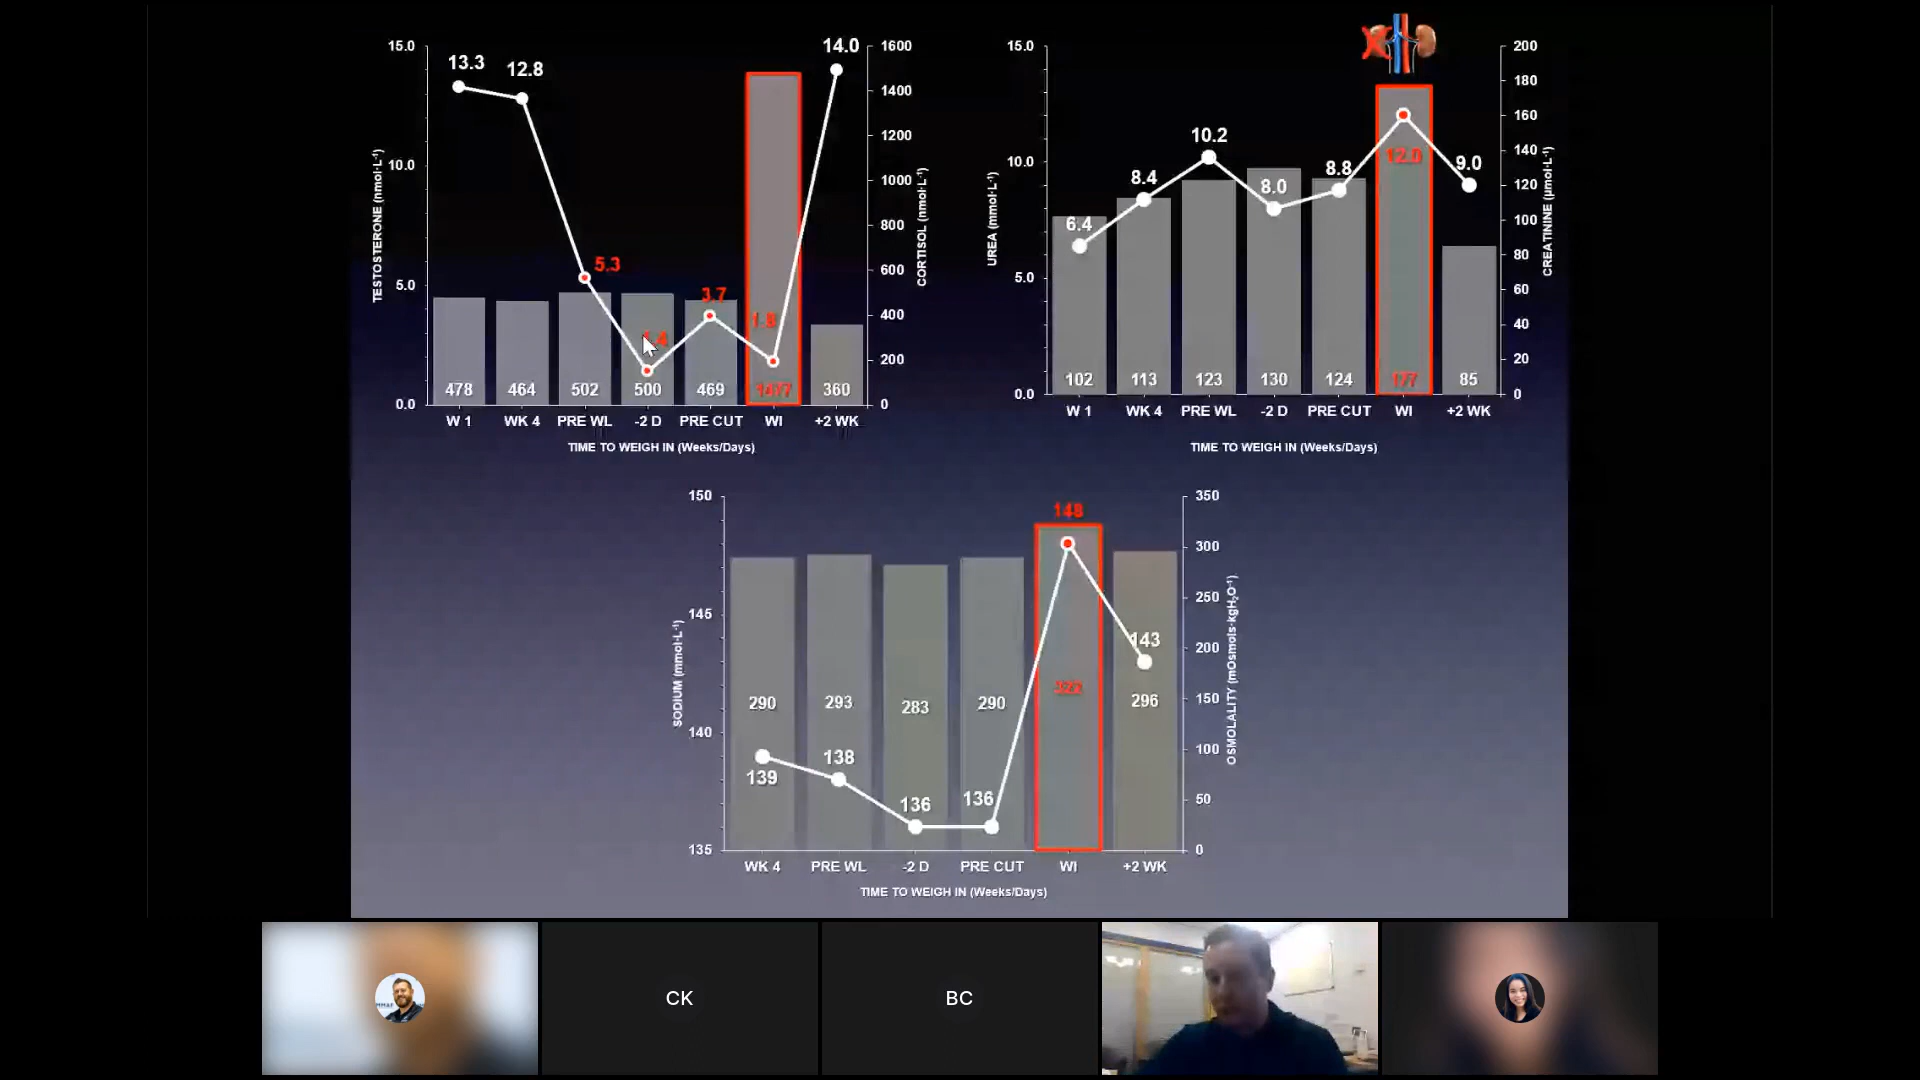 15.0
10.0
5.0
0.0
TESTOSTERONE (nmol·L⁻¹)
13.3
12.8
5.3
1.4
3.7
1.8
14.0
478
464
502
500
469
1477
360
1600
1400
1200
1000
800
600
400
200
0
CORTISOL (nmol·L⁻¹)
W 1
WK 4
PRE WL
-2 D
PRE CUT
WI
+2 WK
TIME TO WEIGH IN (Weeks/Days)
15.0
10.0
5.0
0.0
UREA (mmol·L⁻¹)
6.4
8.4
10.2
8.0
8.8
12.0
9.0
102
113
123
130
124
177
85
200
180
160
140
120
100
80
60
40
20
0
CREATININE (µmol·L⁻¹)
W 1
WK 4
PRE WL
-2 D
PRE CUT
WI
+2 WK
TIME TO WEIGH IN (Weeks/Days)
150
145
140
135
SODIUM (mmol·L⁻¹)
139
138
136
136
148
143
290
293
283
290
322
296
350
300
250
200
150
100
50
0
OSMOLALITY (mOsmols·kgH₂O⁻¹)
WK 4
PRE WL
-2 D
PRE CUT
WI
+2 WK
TIME TO WEIGH IN (Weeks/Days)
CK
BC